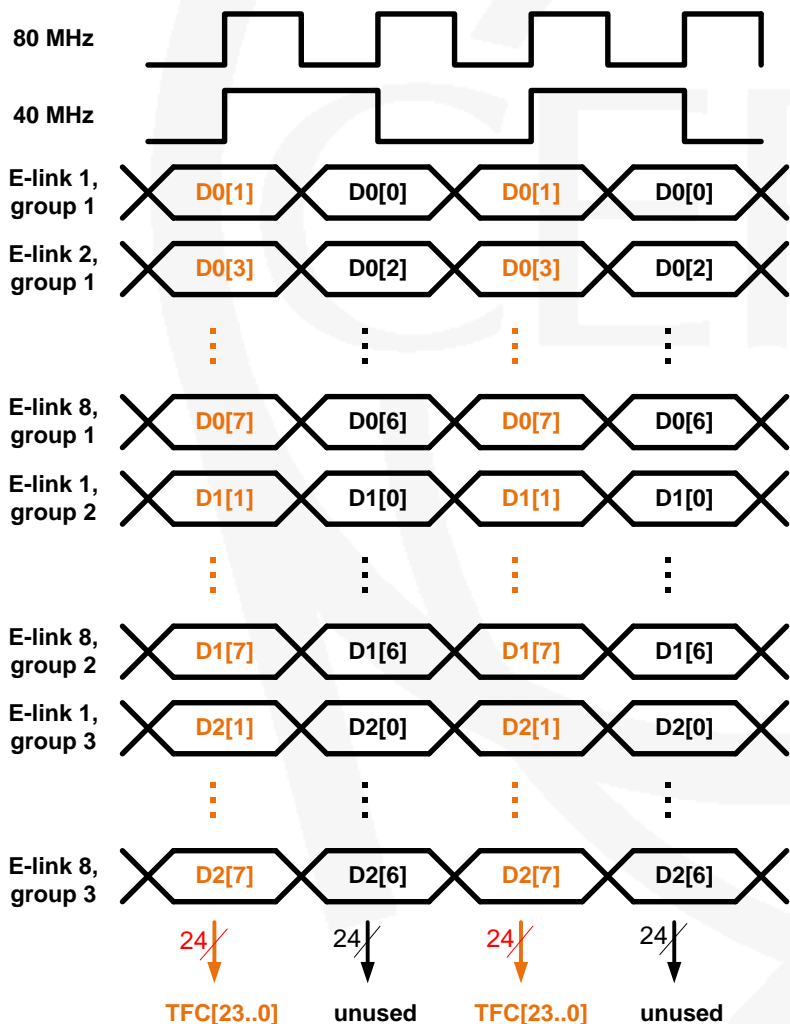 80 MHz
40 MHz
E-link 1,
group 1
D0[1] D0[0] D0[1] D0[0]
E-link 2,
group 1
D0[3] D0[2] D0[3] D0[2]
E-link 8,
group 1
D0[7] D0[6] D0[7] D0[6]
E-link 1,
group 2
D1[1] D1[0] D1[1] D1[0]
E-link 8,
group 2
D1[7] D1[6] D1[7] D1[6]
E-link 1,
group 3
D2[1] D2[0] D2[1] D2[0]
E-link 8,
group 3
D2[7] D2[6] D2[7] D2[6]
24 24 24 24
TFC[23..0] unused TFC[23..0] unused